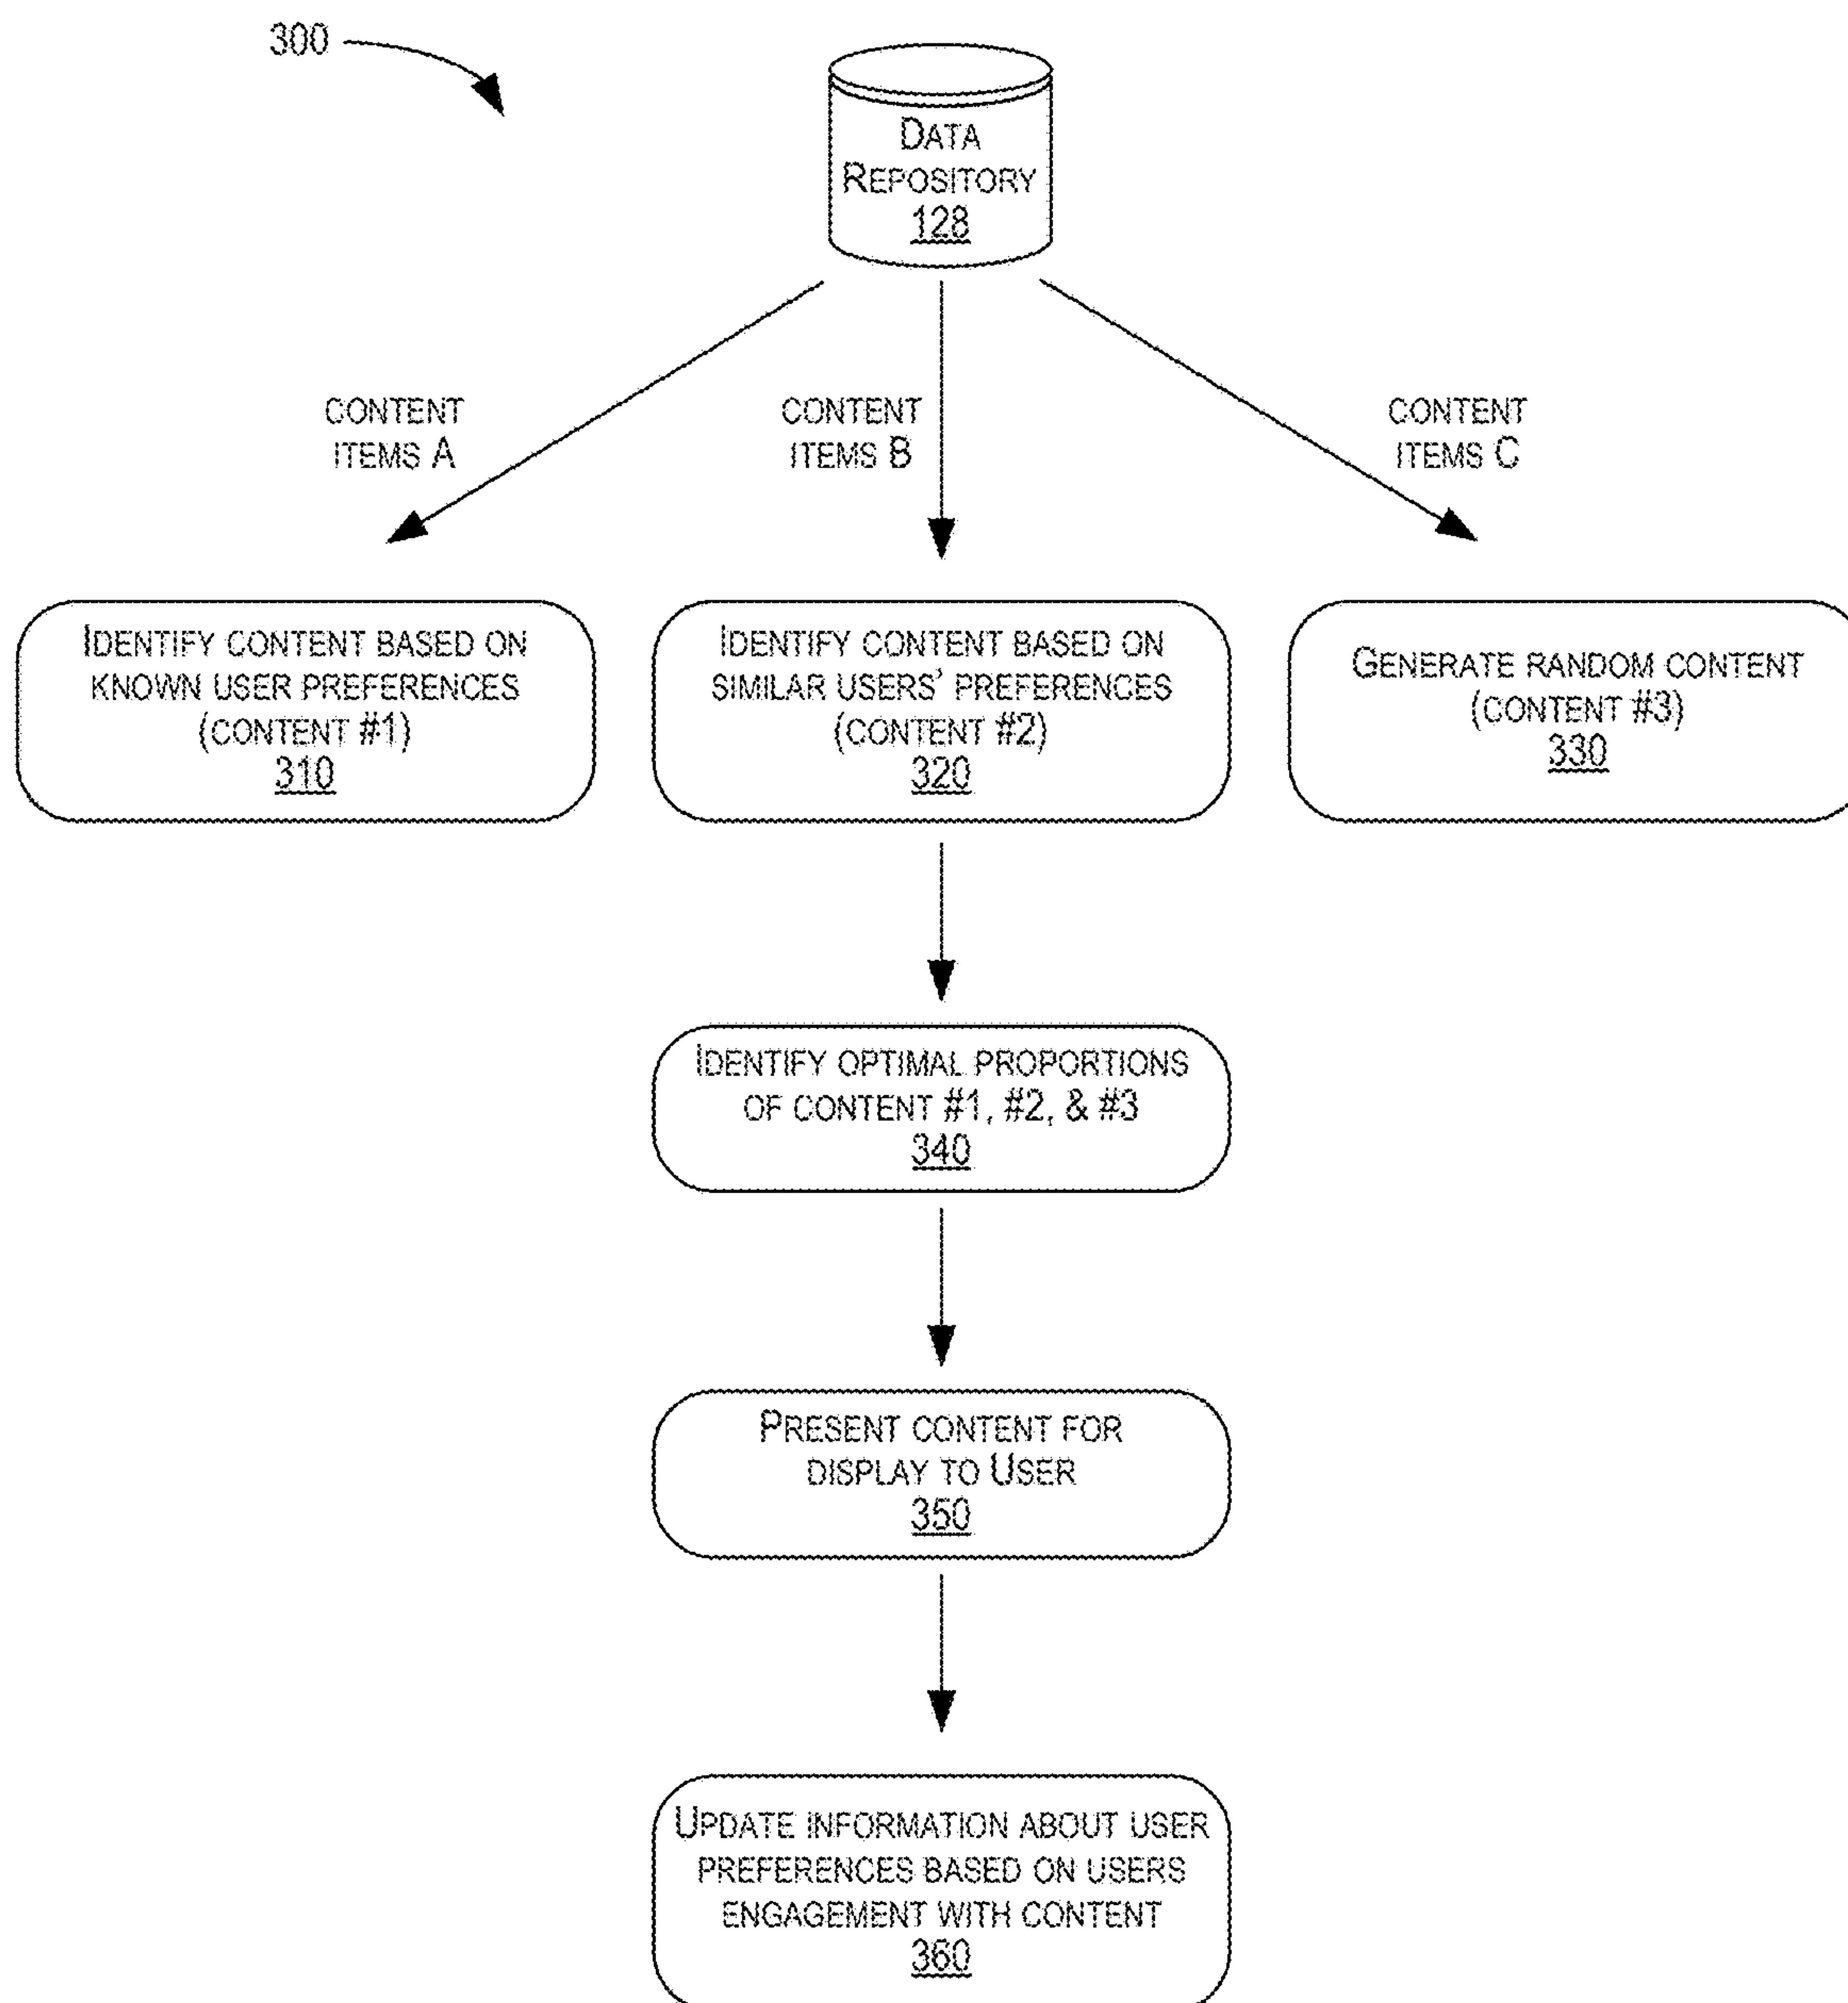 300
DATA
REPOSITORY
128
CONTENT
ITEMS A
CONTENT
ITEMS B
CONTENT
ITEMS C
IDENTIFY CONTENT BASED ON
KNOWN USER PREFERENCES
(CONTENT #1)
310
IDENTIFY CONTENT BASED ON
SIMILAR USERS' PREFERENCES
(CONTENT #2)
320
GENERATE RANDOM CONTENT
(CONTENT #3)
330
IDENTIFY OPTIMAL PROPORTIONS
OF CONTENT #1, #2, & #3
340
PRESENT CONTENT FOR
DISPLAY TO USER
350
UPDATE INFORMATION ABOUT USER
PREFERENCES BASED ON USERS
ENGAGEMENT WITH CONTENT
360